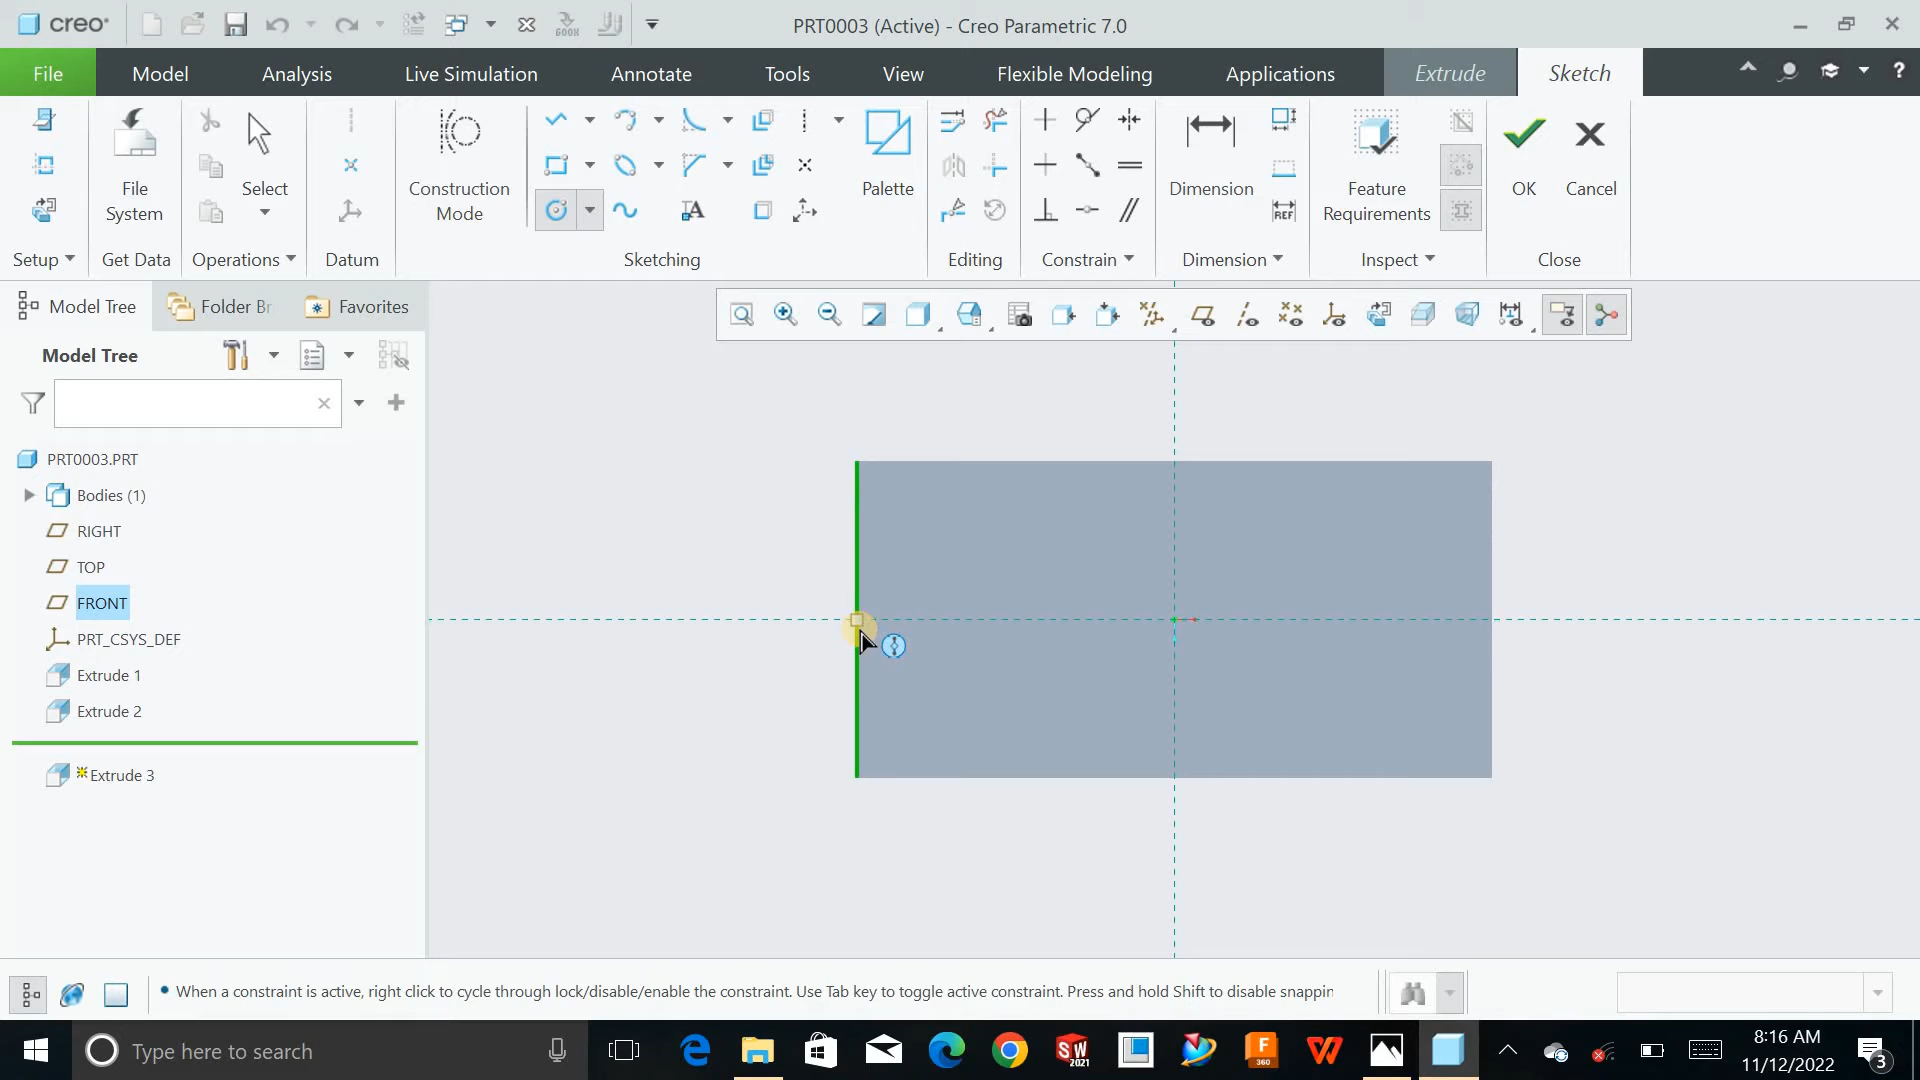 creo
PRT0003 (Active) - Creo Parametric 7.0
File
Model
Analysis
Live Simulation
Annotate
Tools
View
Flexible Modeling
Applications
Extrude
Sketch
File
System
Select
Construction
Mode
Palette
Dimension
REF
Feature
Requirements
OK
Cancel
Setup
Get Data
Operations
Datum
Sketching
Editing
Constrain
Dimension
Inspect
Close
Model Tree
Folder Br
Favorites
Model Tree
PRT0003.PRT
Bodies (1)
RIGHT
TOP
FRONT
PRT_CSYS_DEF
Extrude 1
Extrude 2
Extrude 3
When a constraint is active, right click to cycle through lock/disable/enable the constraint. Use Tab key to toggle active constraint. Press and hold Shift to disable snappin
Type here to search
8:16 AM
11/12/2022
3